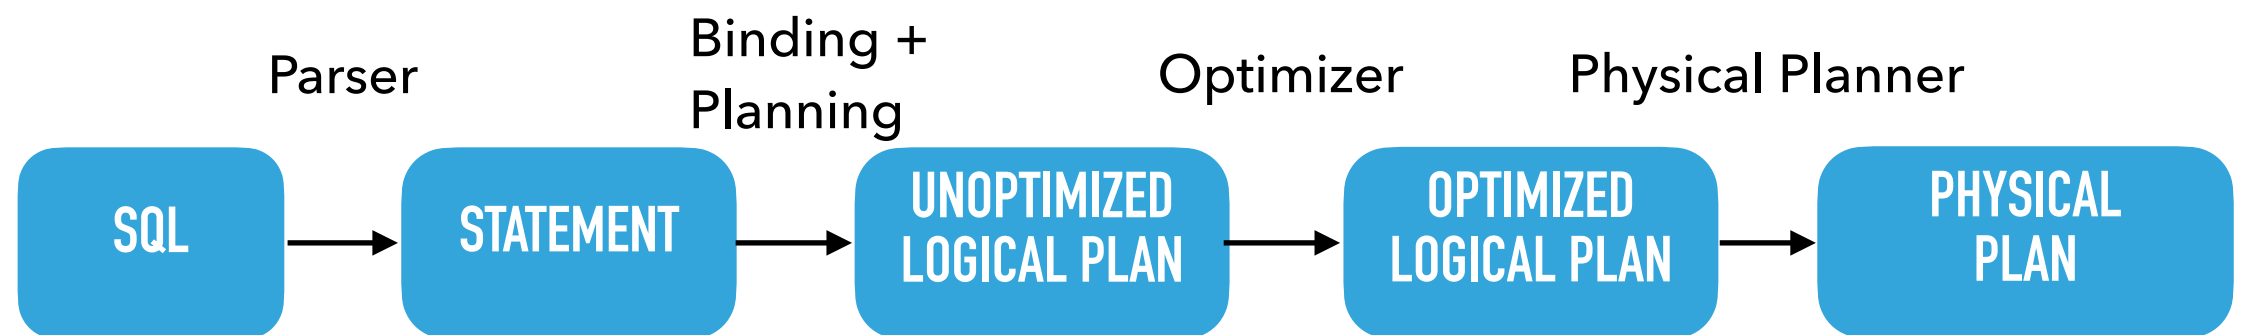 Parser
Binding +
Planning
Optimizer
Physical Planner
SQL
STATEMENT
UNOPTIMIZED
LOGICAL PLAN
OPTIMIZED
LOGICAL PLAN
PHYSICAL
PLAN